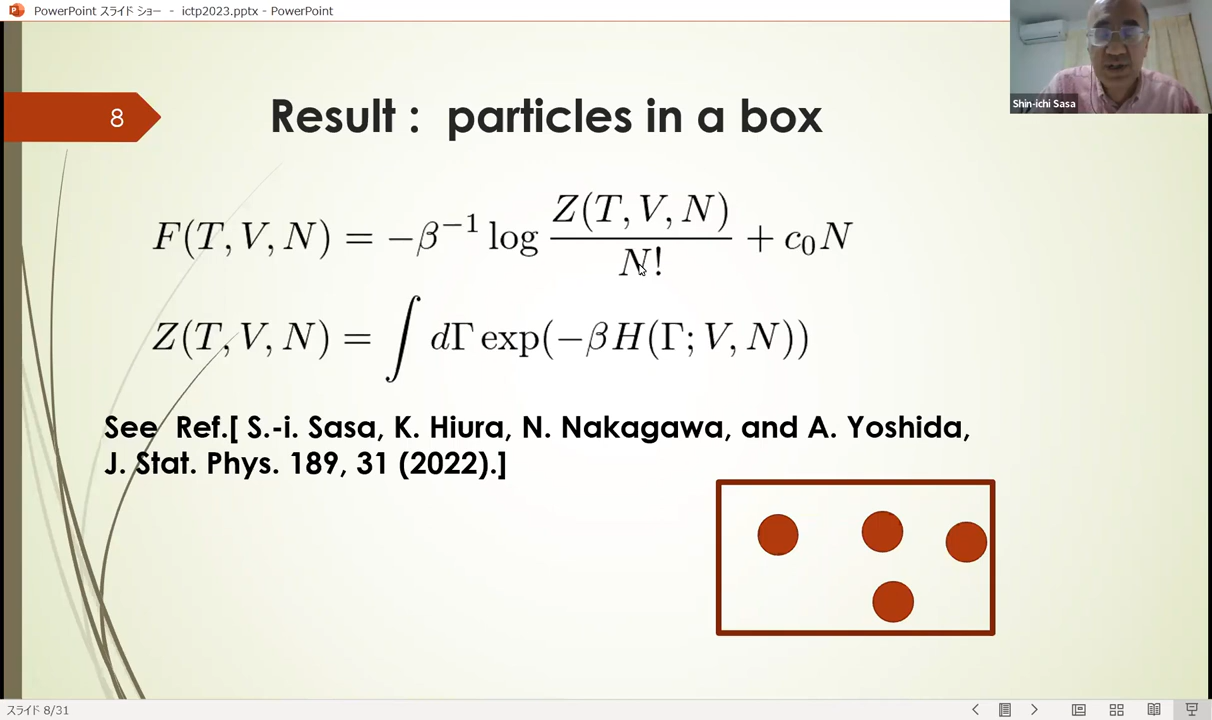 PowerPoint スライド ショー - ictp2023.pptx - PowerPoint
Shin-ichi Sasa
8
Result : particles in a box
F(T, V, N) = −β⁻¹ log Z(T, V, N) / N! + c₀N
Z(T, V, N) = ∫ dΓ exp(−βH(Γ; V, N))
See Ref.[ S.-i. Sasa, K. Hiura, N. Nakagawa, and A. Yoshida,
J. Stat. Phys. 189, 31 (2022).]
スライド 8/31